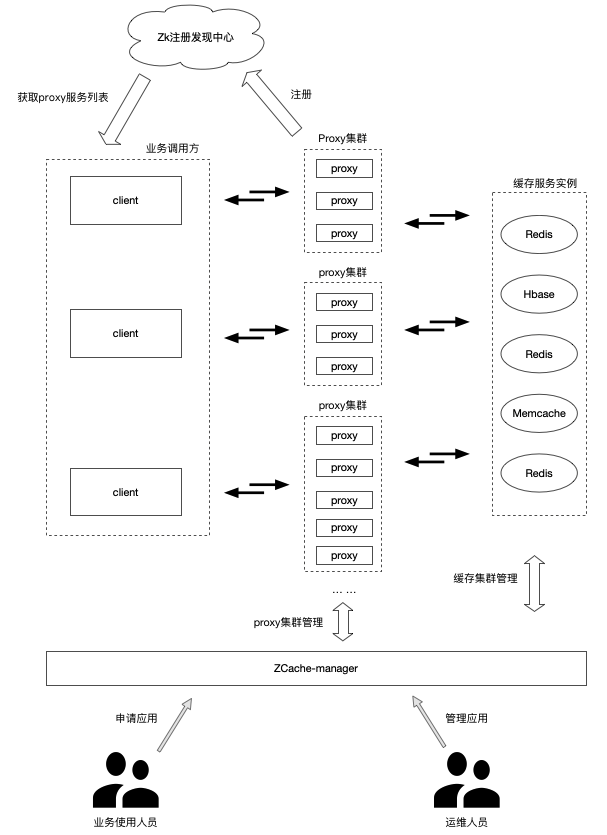 Zk注册发现中心
获取proxy服务列表
注册
业务调用方
Proxy集群
client
proxy
proxy
proxy
缓存服务实例
Redis
proxy集群
Hbase
client
proxy
proxy
proxy
Redis
proxy集群
Memcache
proxy
proxy
Redis
client
proxy
proxy
proxy
... ...
缓存集群管理
proxy集群管理
ZCache-manager
申请应用
管理应用
业务使用人员
运维人员